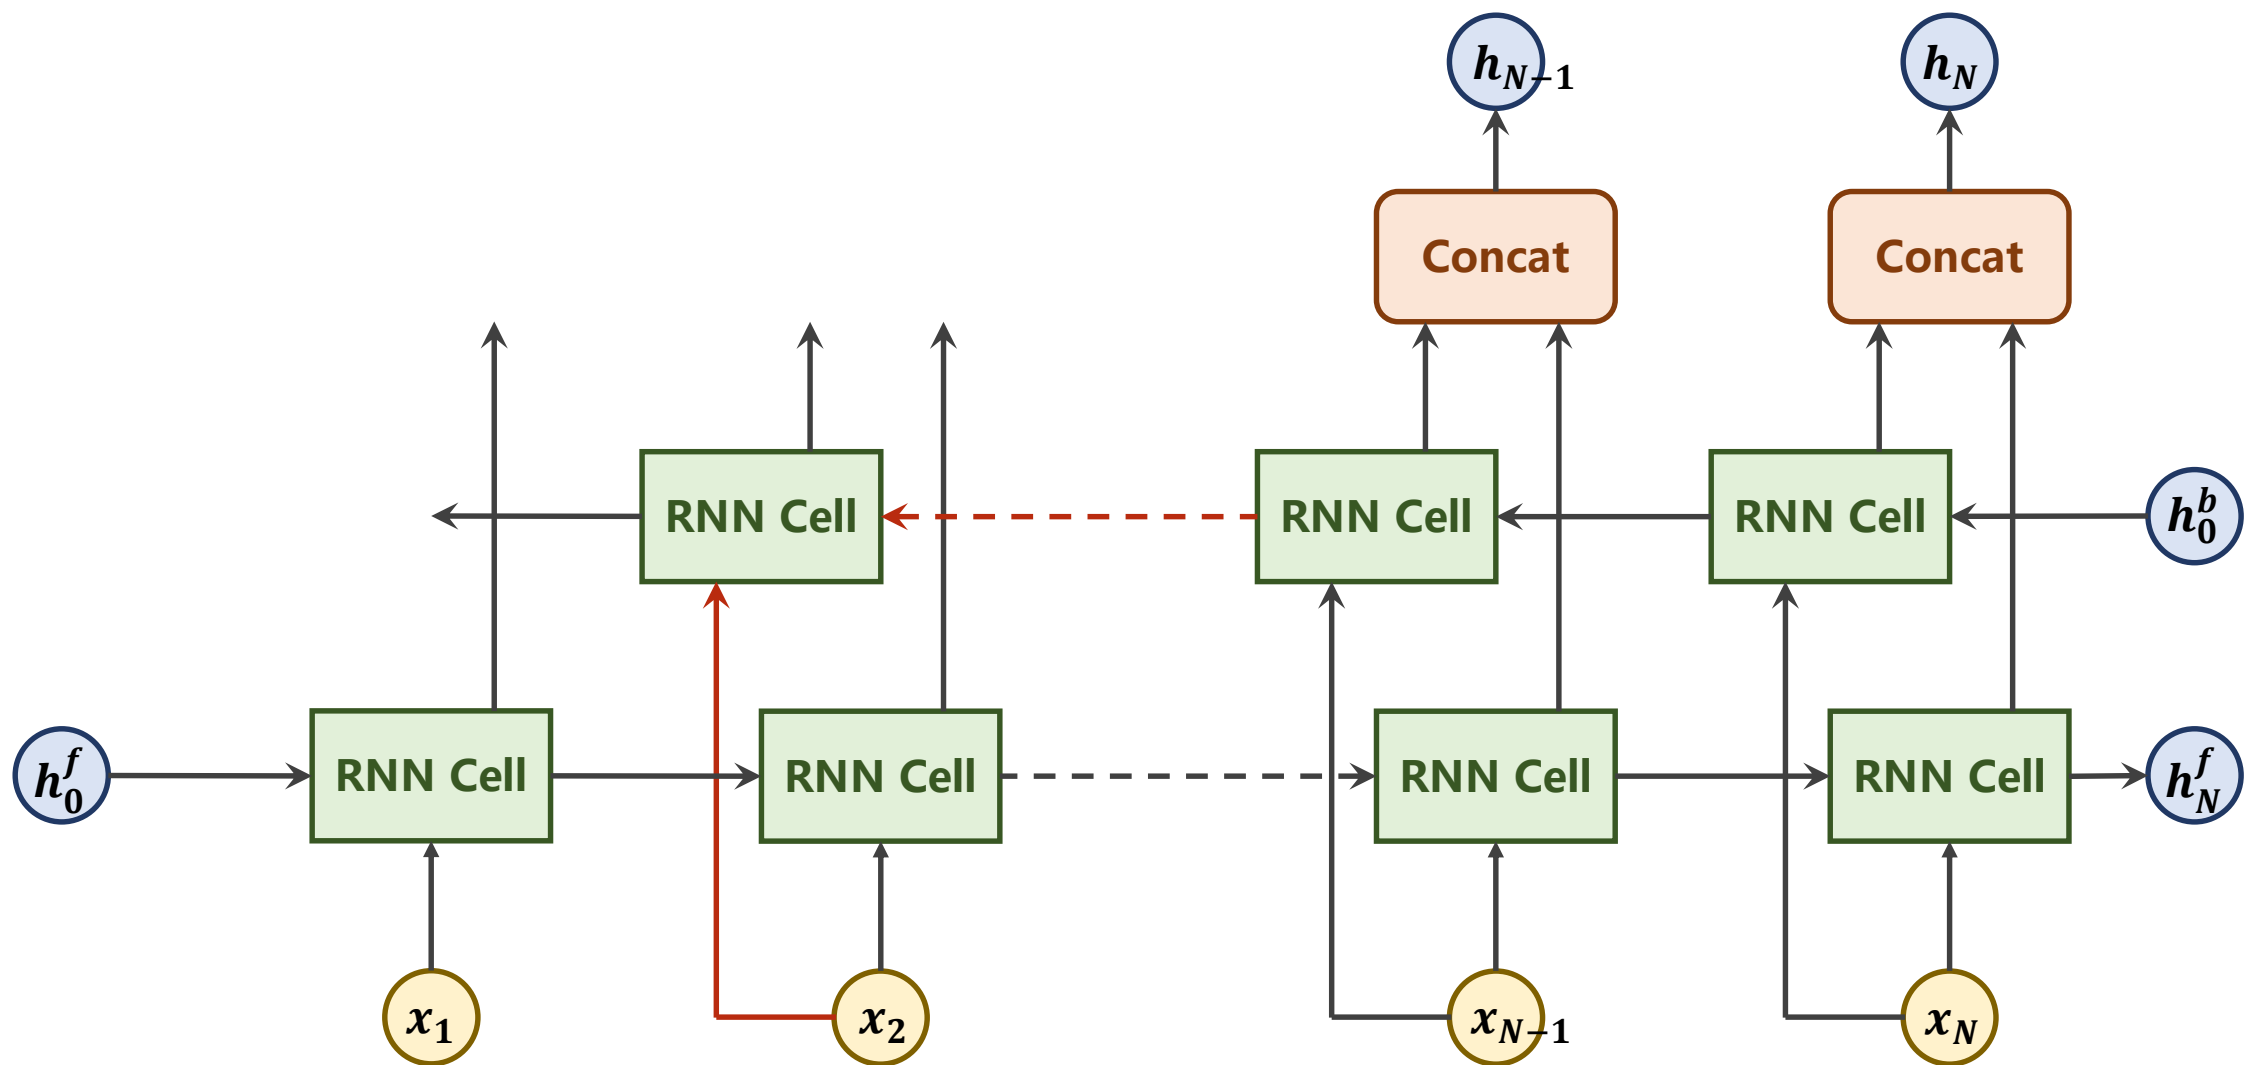 h_{N-1}
h_N
Concat
Concat
RNN Cell
RNN Cell
RNN Cell
h_0^b
h_0^f
RNN Cell
RNN Cell
RNN Cell
RNN Cell
h_N^f
x_1
x_2
x_{N-1}
x_N